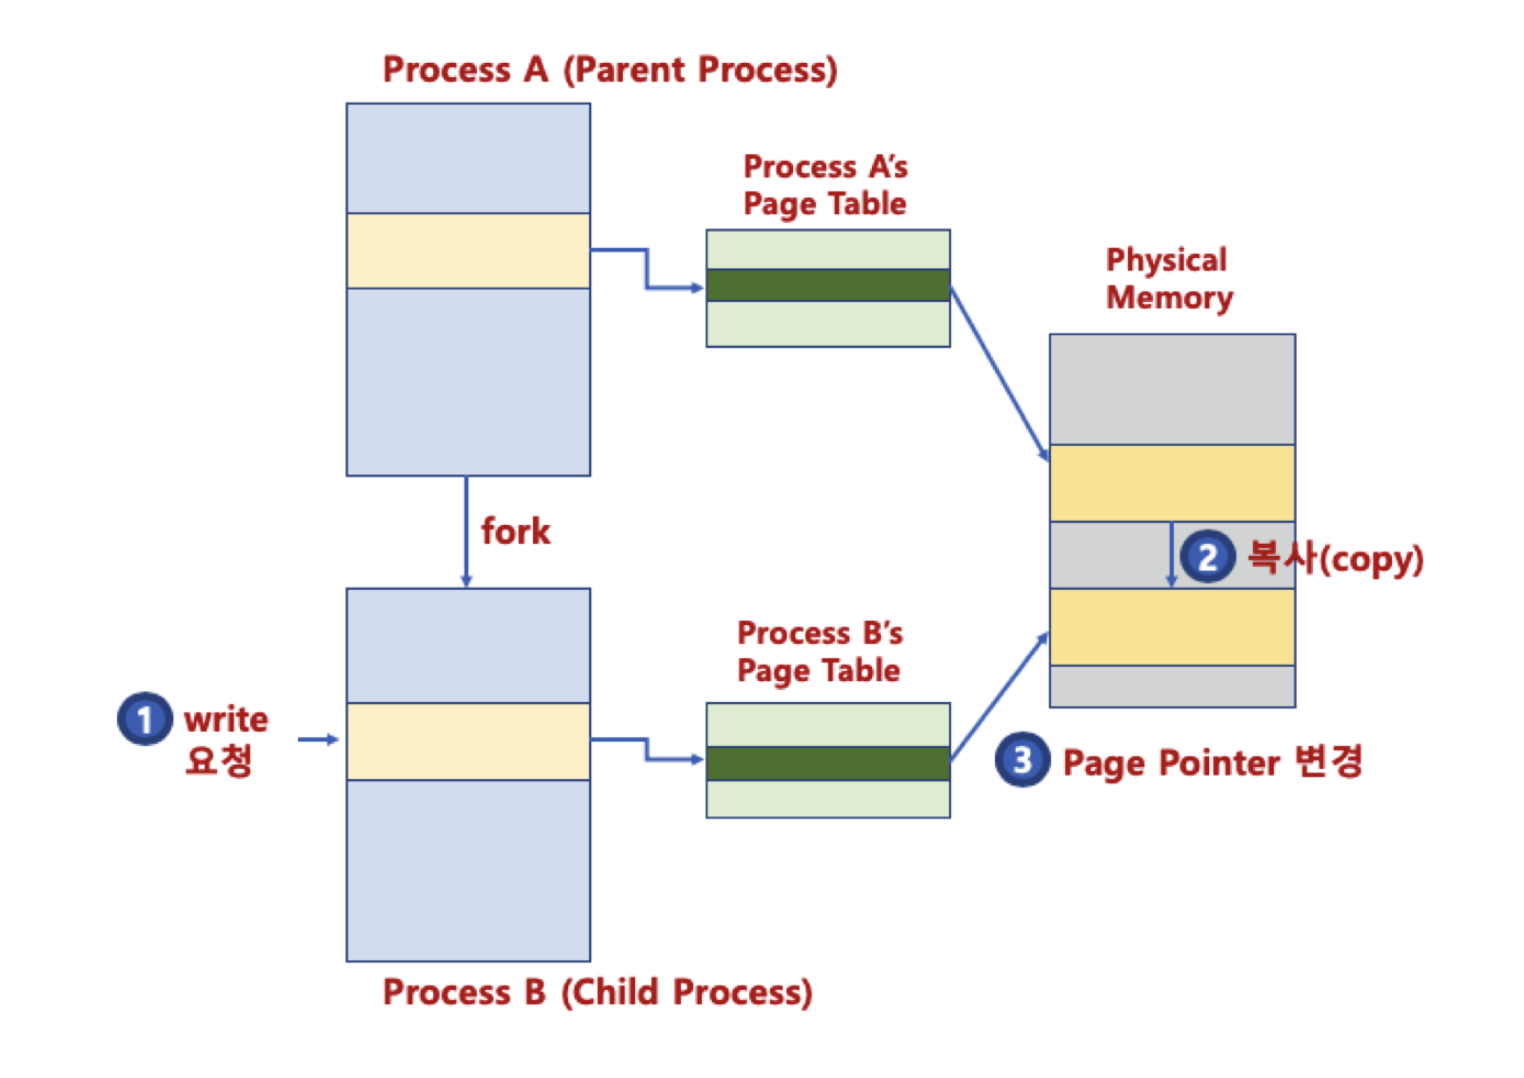 Process A (Parent Process)
Process A's
Page Table
Physical
Memory
fork
2 복사(copy)
Process B's
Page Table
1 write
요청
3 Page Pointer 변경
Process B (Child Process)